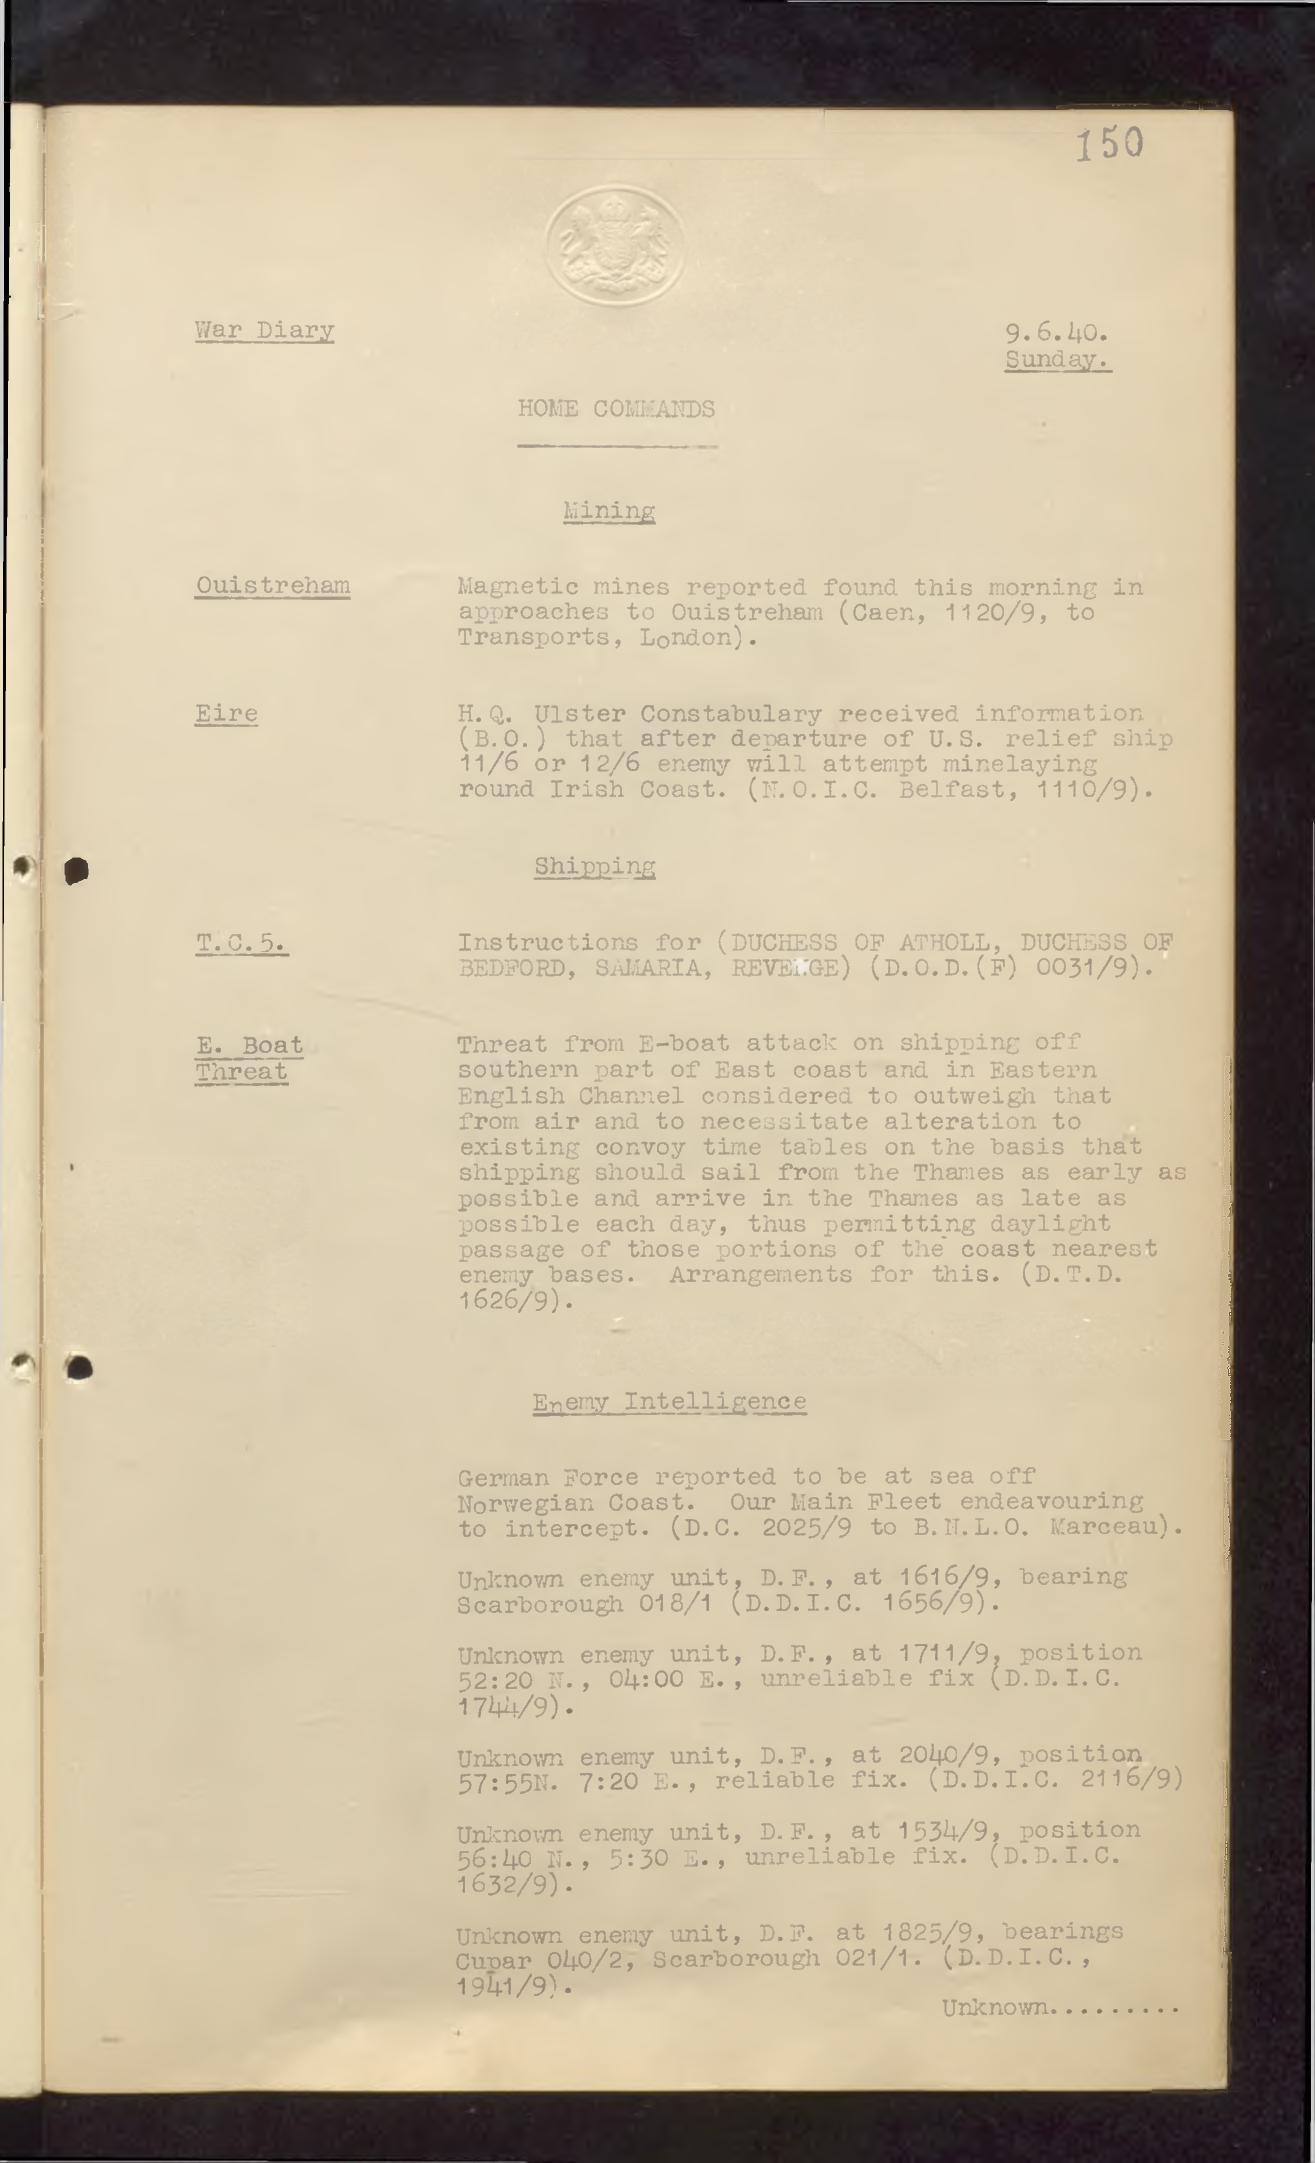 150
War Diary
9.6.40.
Sunday.
HOME COMMANDS
Mining
Ouistreham
Magnetic mines reported found this morning in
approaches to Ouistreham (Caen, 1120/9, to
Transports, London).
Eire
H.Q. Ulster Constabulary received information
(B.O.) that after departure of U.S. relief ship
11/6 or 12/6 enemy will attempt minelaying
round Irish Coast. (N.O.I.C. Belfast, 1110/9).
Shipping
T.C.5.
Instructions for (DUCHESS OF ATHOLL, DUCHESS OF
BEDFORD, SAMARIA, REVENGE) (D.O.D.(F) 0031/9).
E. Boat
Threat
Threat from E-boat attack on shipping off
southern part of East coast and in Eastern
English Channel considered to outweigh that
from air and to necessitate alteration to
existing convoy time tables on the basis that
shipping should sail from the Thames as early as
possible and arrive in the Thames as late as
possible each day, thus permitting daylight
passage of those portions of the coast nearest
enemy bases. Arrangements for this. (D.T.D.
1626/9).
Enemy Intelligence
German Force reported to be at sea off
Norwegian Coast. Our Main Fleet endeavouring
to intercept. (D.C. 2025/9 to B.N.L.O. Marceau).
Unknown enemy unit, D.F., at 1616/9, bearing
Scarborough 018/1 (D.D.I.C. 1656/9).
Unknown enemy unit, D.F., at 1711/9, position
52:20 N., 04:00 E., unreliable fix (D.D.I.C.
1744/9).
Unknown enemy unit, D.F., at 2040/9, position
57:55N. 7:20 E., reliable fix. (D.D.I.C. 2116/9)
Unknown enemy unit, D.F., at 1534/9, position
56:40 N., 5:30 E., unreliable fix. (D.D.I.C.
1632/9).
Unknown enemy unit, D.F. at 1825/9, bearings
Cupar 040/2, Scarborough 021/1. (D.D.I.C.,
1941/9).
Unknown.........